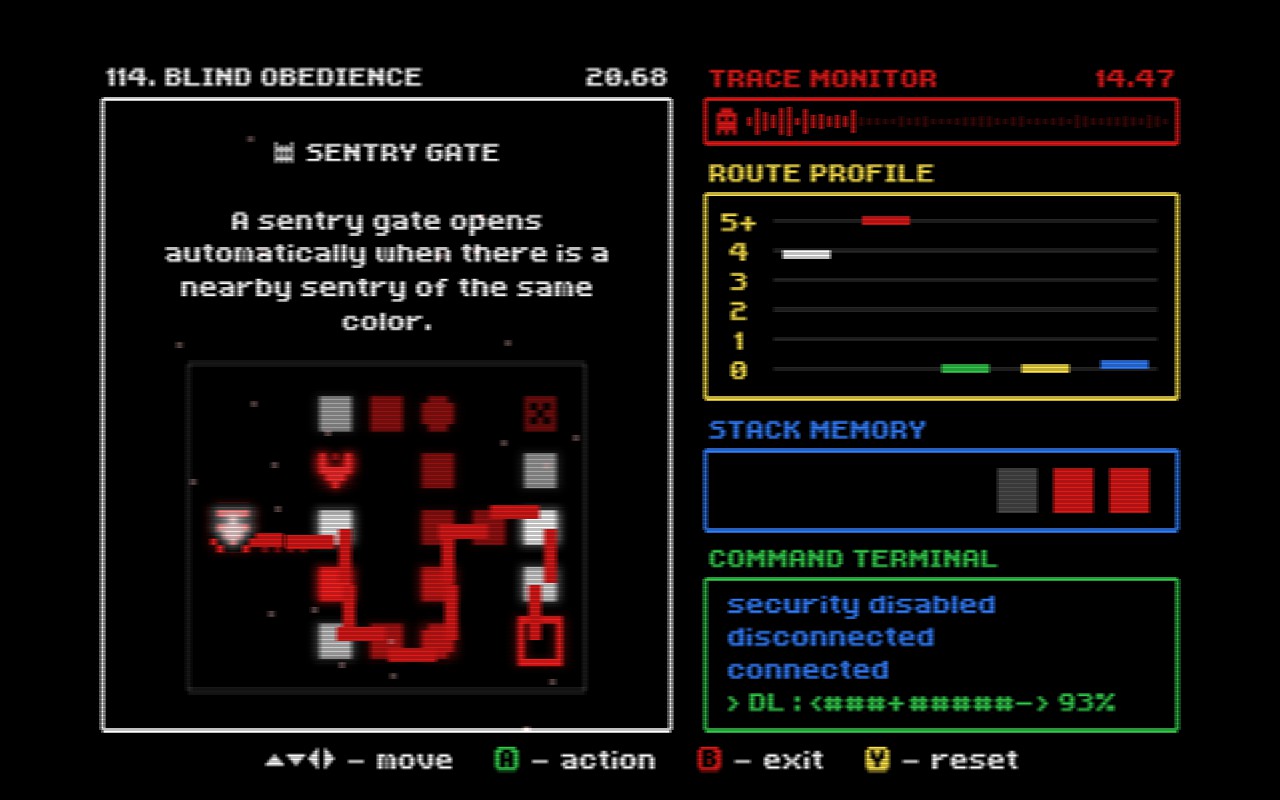 114. BLIND OBEDIENCE 20.68
SENTRY GATE
A sentry gate opens
automatically when there is a
nearby sentry of the same
color.
TRACE MONITOR 14.47
ROUTE PROFILE
5+
4
3
2
1
0
STACK MEMORY
COMMAND TERMINAL
security disabled
disconnected
connected
> DL : <###+#####-> 93%
- move A - action B - exit Y - reset